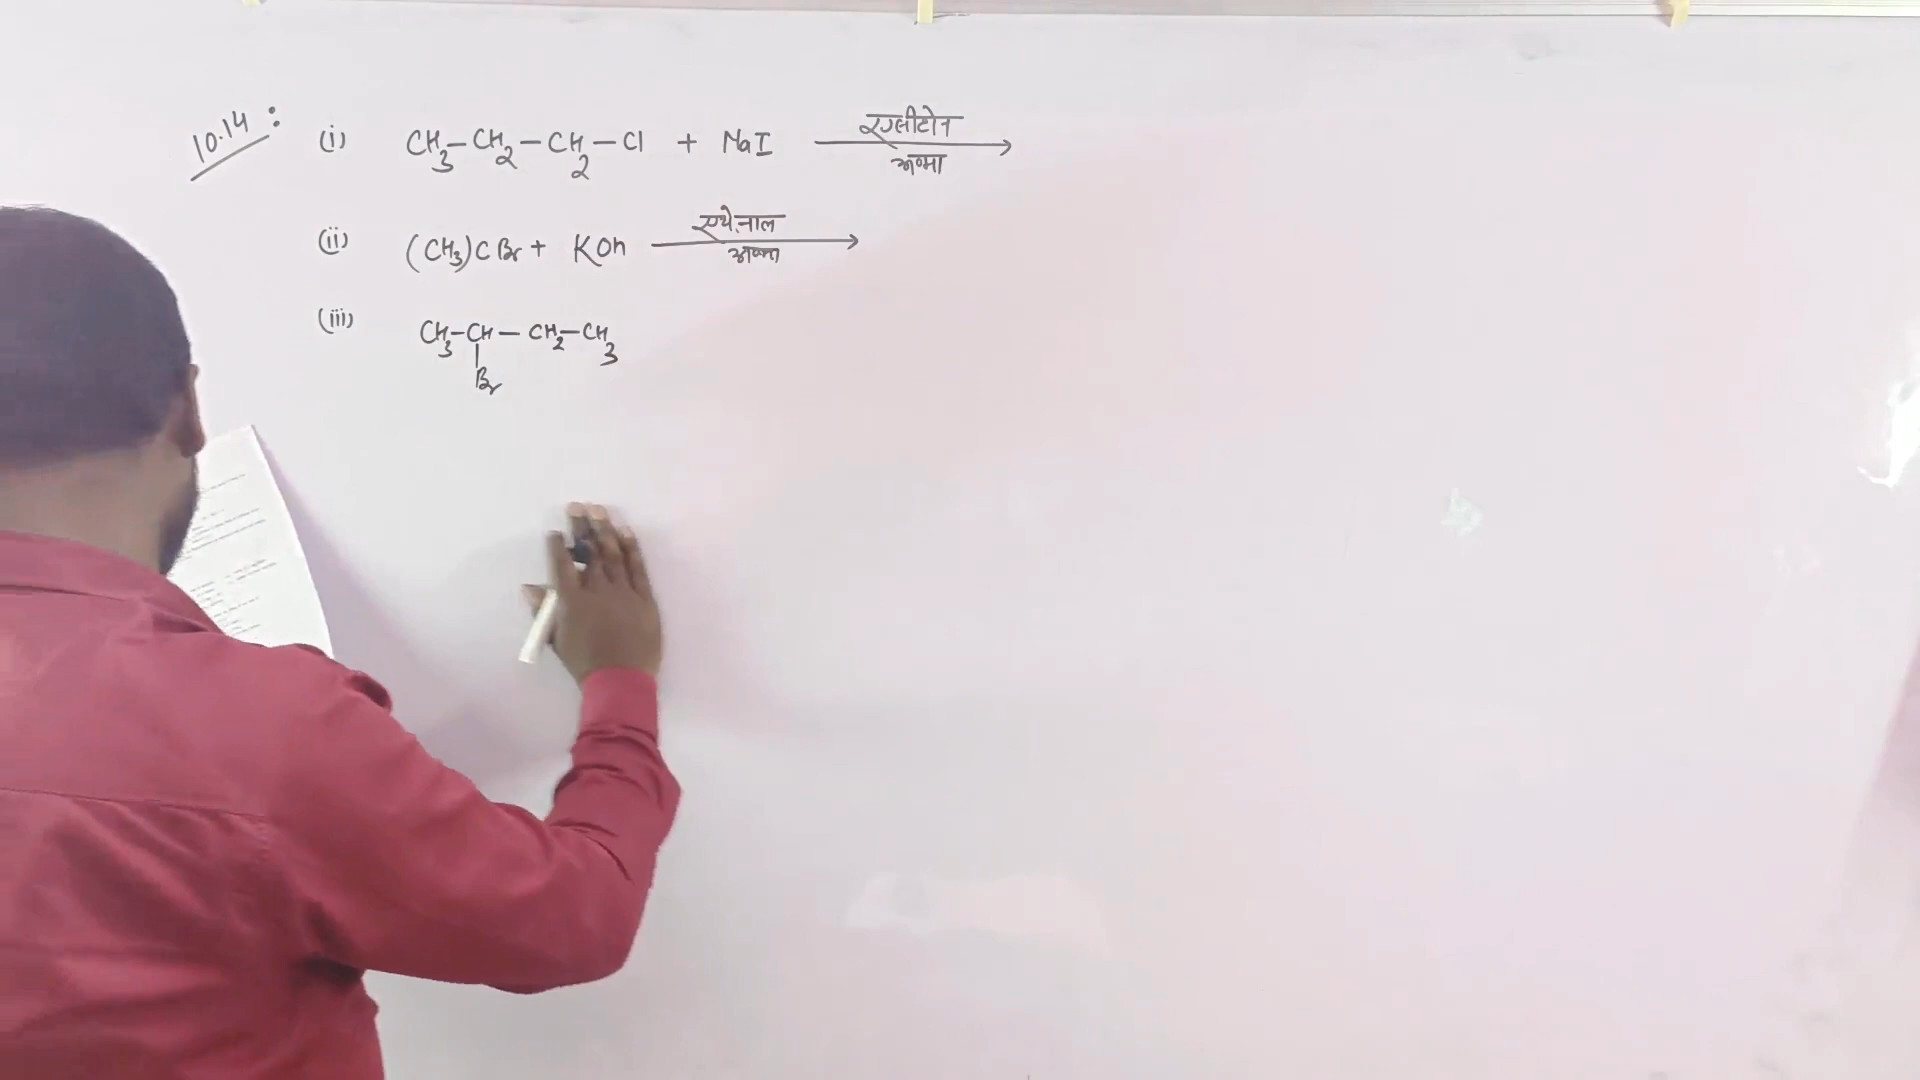 10.14 :
(i) CH3-CH2-CH2-Cl + NaI एसीटोन
ऊष्मा
(ii) (CH3)CBr + KOH एथेनाल
ऊष्मा
(iii) CH3-CH-CH2-CH3
Br